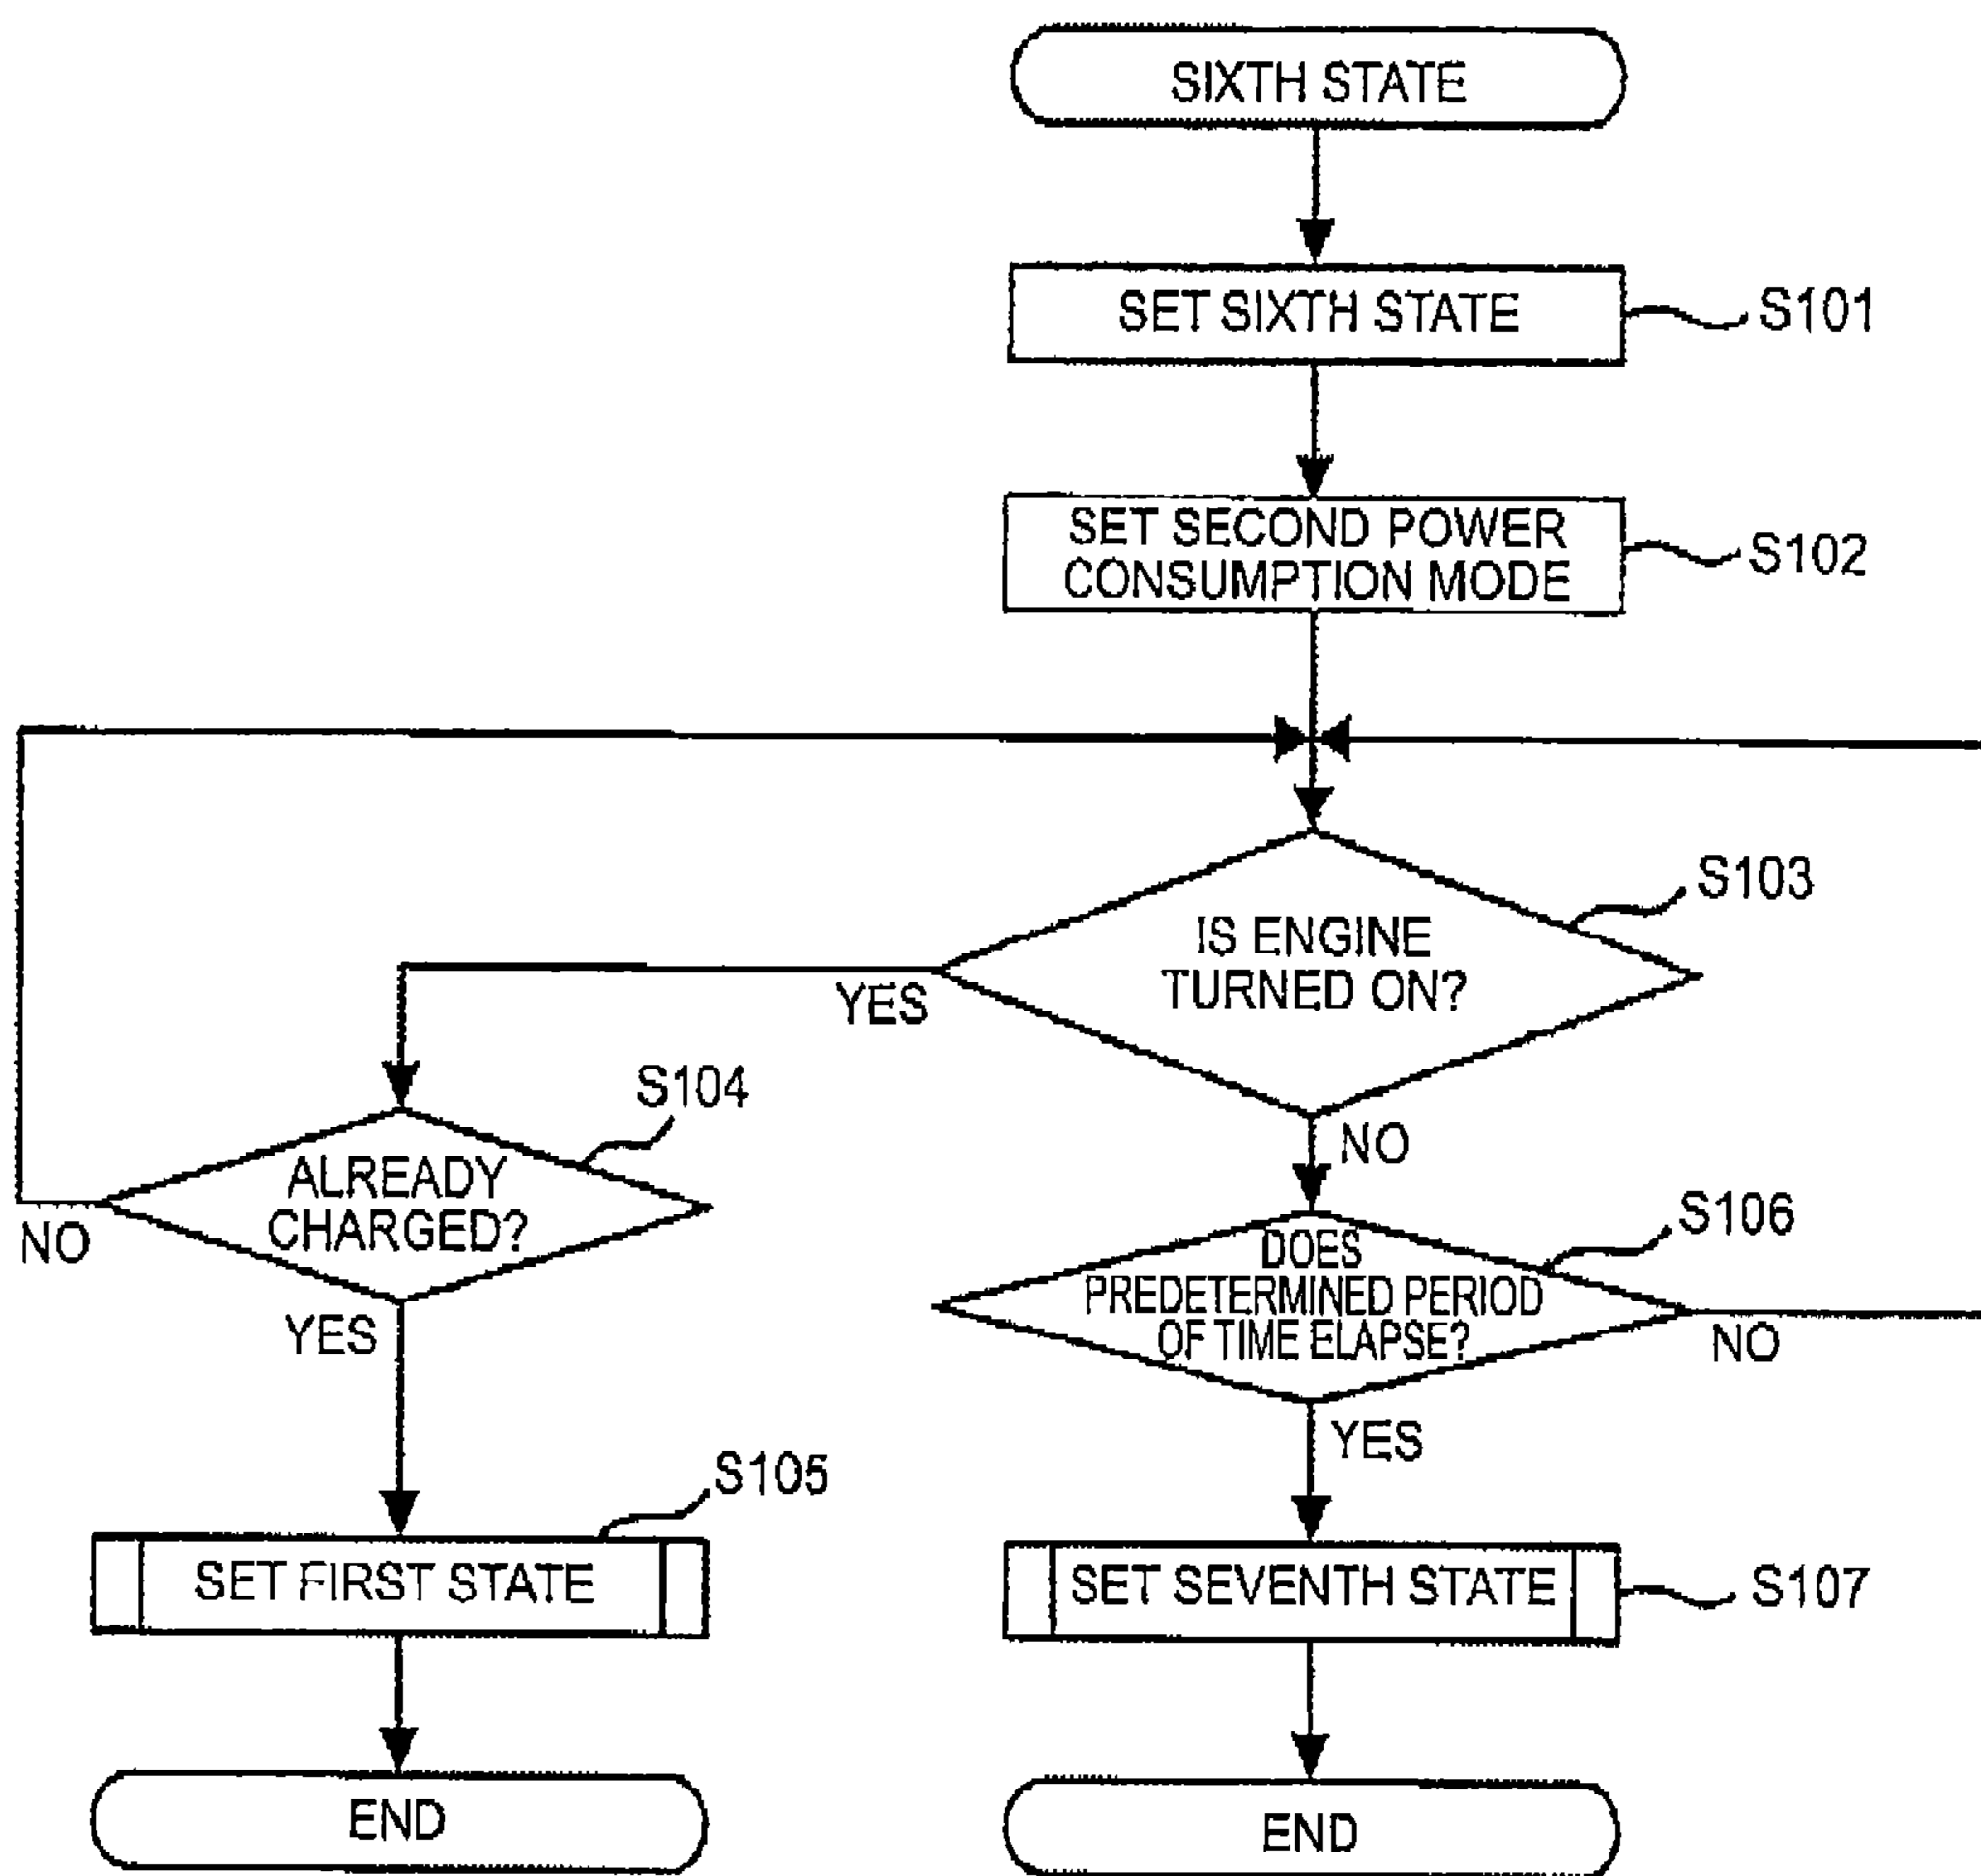 SIXTH STATE
SET SIXTH STATE
S101
SET SECOND POWER
CONSUMPTION MODE
S102
IS ENGINE
TURNED ON?
S103
YES
NO
ALREADY
CHARGED?
S104
NO
YES
DOES
PREDETERMINED PERIOD
OF TIME ELAPSE?
S106
NO
YES
SET FIRST STATE
S105
SET SEVENTH STATE
S107
END
END